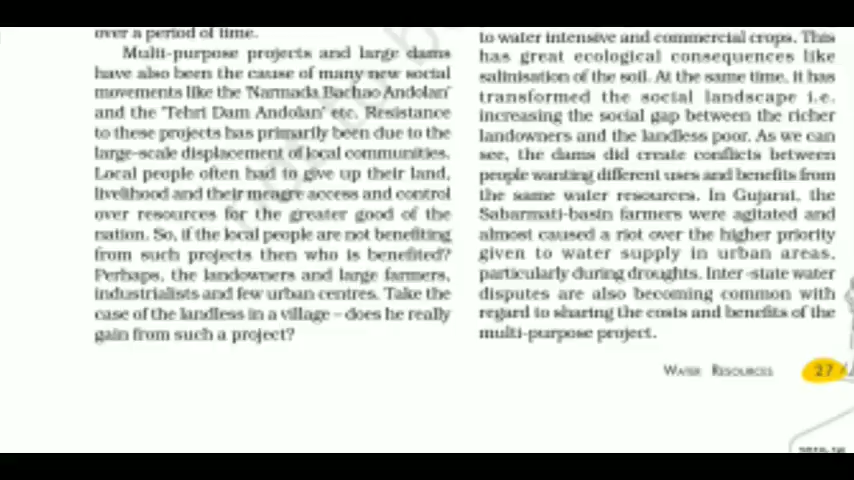 over a period of time.
Multi-purpose projects and large dams
have also been the cause of many new social
movements like the 'Narmada Bachao Andolan'
and the 'Tehri Dam Andolan' etc. Resistance
to these projects has primarily been due to the
large-scale displacement of local communities.
Local people often had to give up their land,
livelihood and their meagre access and control
over resources for the greater good of the
nation. So, if the local people are not benefiting
from such projects then who is benefited?
Perhaps, the landowners and large farmers,
industrialists and few urban centres. Take the
case of the landless in a village – does he really
gain from such a project?
to water intensive and commercial crops. This
has great ecological consequences like
salinisation of the soil. At the same time, it has
transformed the social landscape i.e.
increasing the social gap between the richer
landowners and the landless poor. As we can
see, the dams did create conflicts between
people wanting different uses and benefits from
the same water resources. In Gujarat, the
Sabarmati-basin farmers were agitated and
almost caused a riot over the higher priority
given to water supply in urban areas,
particularly during droughts. Inter-state water
disputes are also becoming common with
regard to sharing the costs and benefits of the
multi-purpose project.
WATER RESOURCES 27